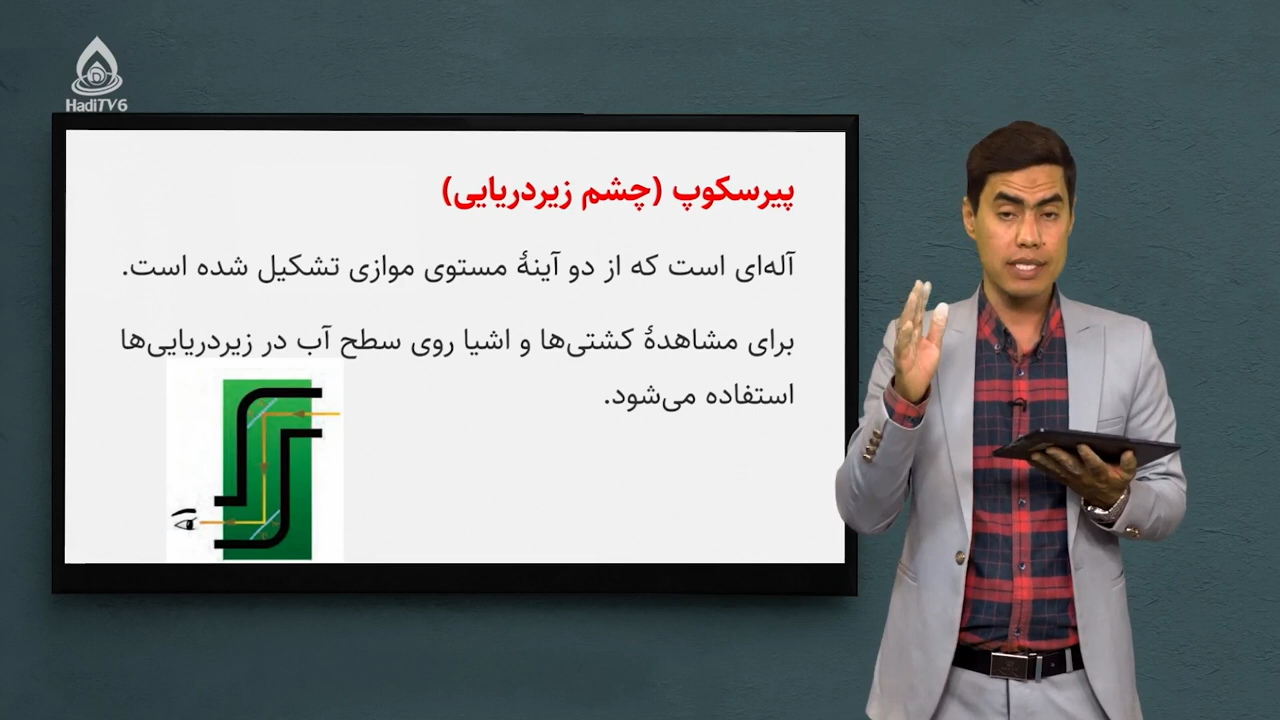 HadiTV6
پیرسکوپ (چشم زیردریایی)
آله‌ای است که از دو آینهٔ مستوی موازی تشکیل شده است.
برای مشاهدهٔ کشتی‌ها و اشیا روی سطح آب در زیردریایی‌ها
استفاده می‌شود.